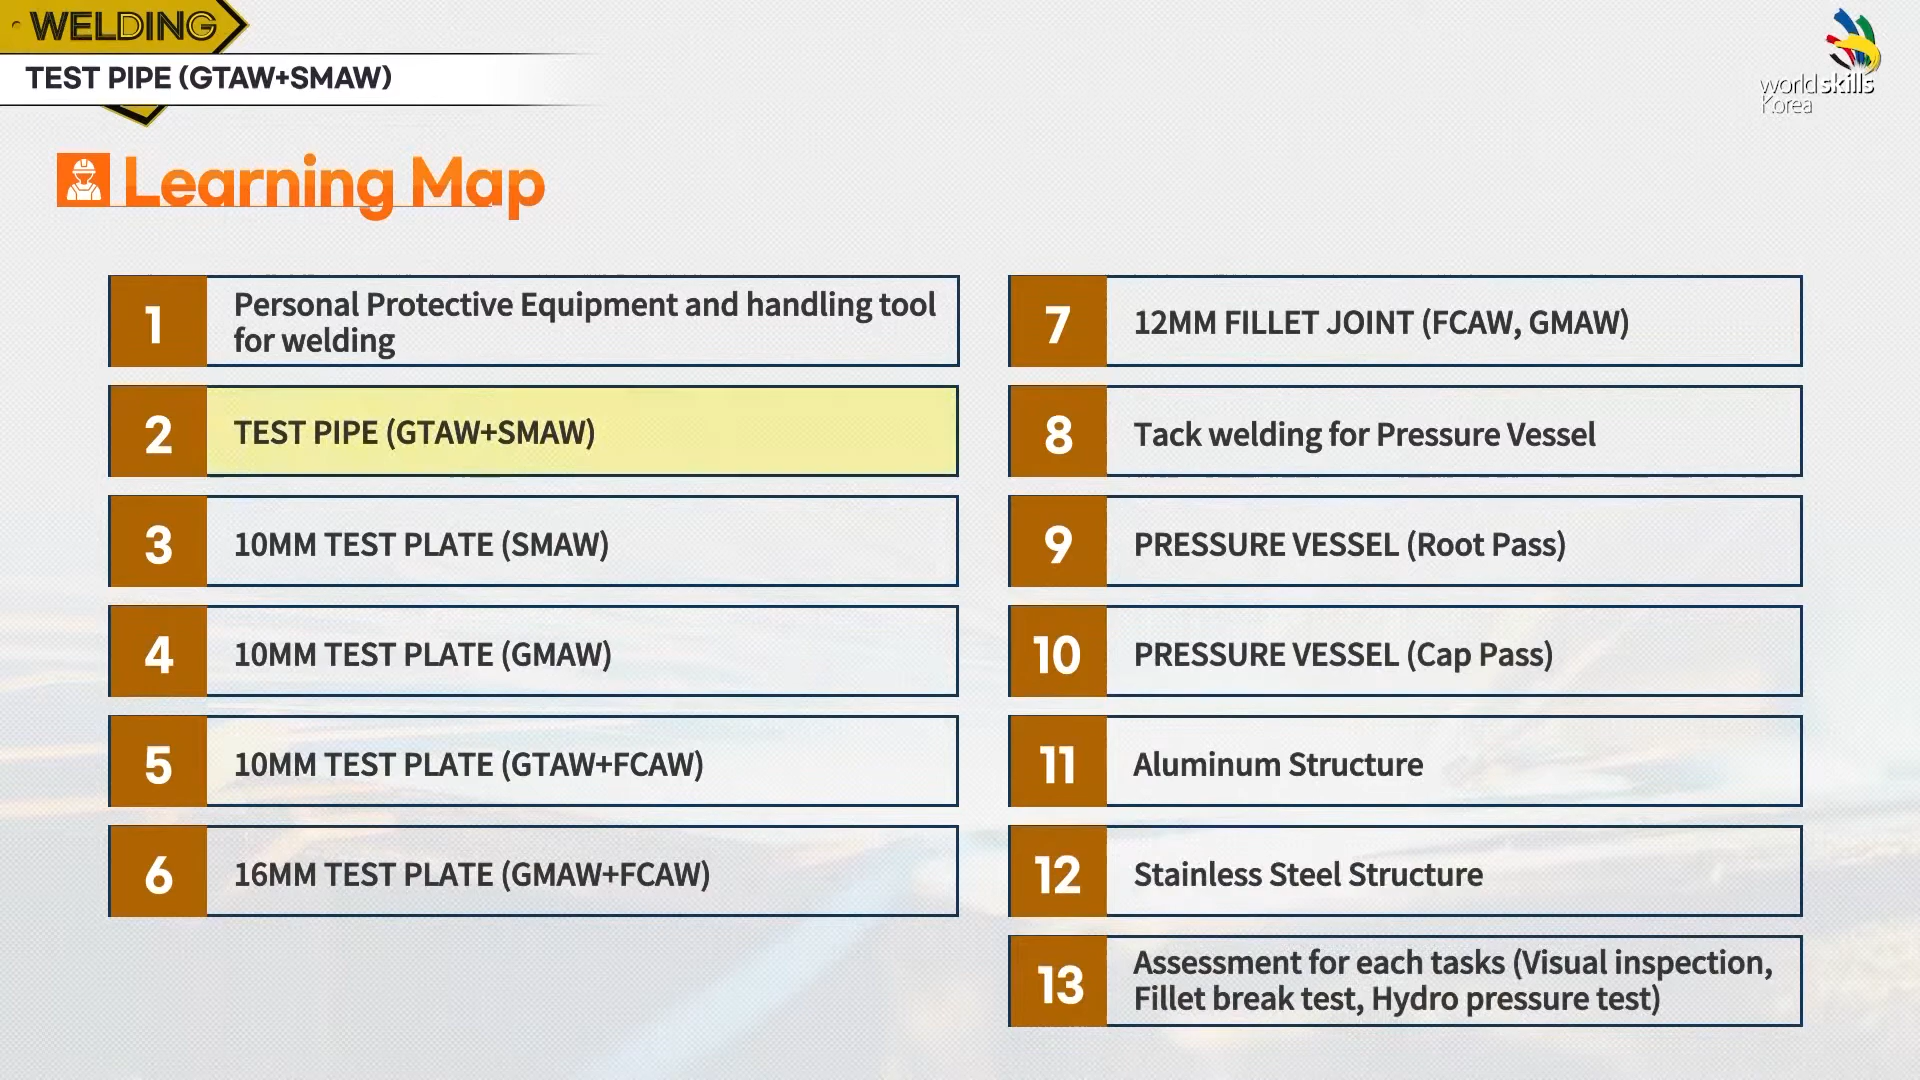 WELDING
TEST PIPE (GTAW+SMAW)
worldskills
Korea
Learning Map
1
Personal Protective Equipment and handling tool
for welding
2
TEST PIPE (GTAW+SMAW)
3
10MM TEST PLATE (SMAW)
4
10MM TEST PLATE (GMAW)
5
10MM TEST PLATE (GTAW+FCAW)
6
16MM TEST PLATE (GMAW+FCAW)
7
12MM FILLET JOINT (FCAW, GMAW)
8
Tack welding for Pressure Vessel
9
PRESSURE VESSEL (Root Pass)
10
PRESSURE VESSEL (Cap Pass)
11
Aluminum Structure
12
Stainless Steel Structure
13
Assessment for each tasks (Visual inspection,
Fillet break test, Hydro pressure test)